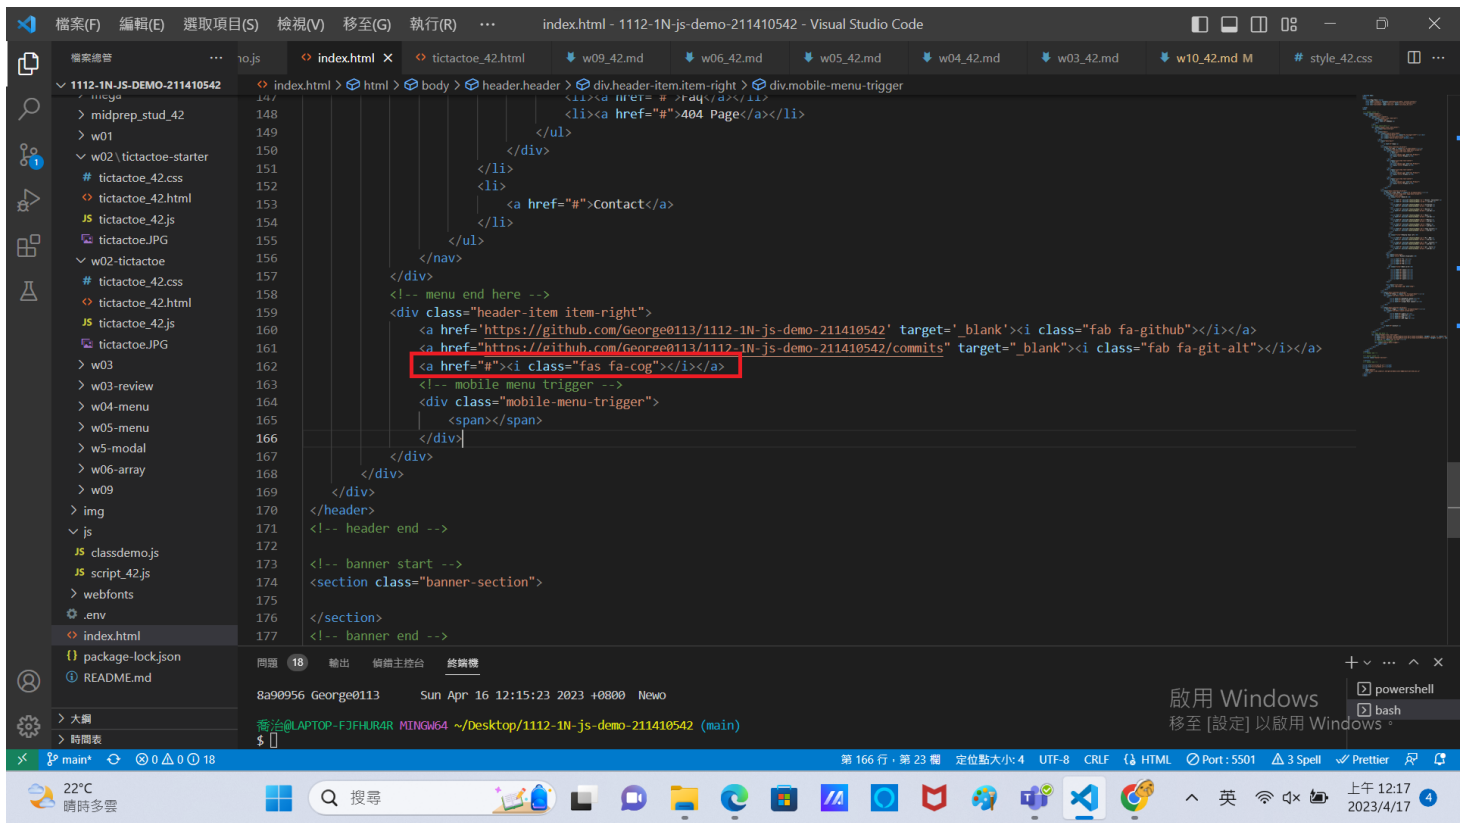 檔案(F) 編輯(E) 選取項目(S) 檢視(V) 移至(G) 執行(R) ··· index.html - 1112-1N-js-demo-211410542 - Visual Studio Code
檔案總管 ···
no.js index.html tictactoe_42.html w09_42.md w06_42.md w05_42.md w04_42.md w03_42.md w10_42.md M style_42.css ···
index.html > html > body > header.header > div.header-item.item-right > div.mobile-menu-trigger
1112-1N-JS-DEMO-211410542
mega
midprep_stud_42
w01
w02 \ tictactoe-starter
# tictactoe_42.css
<> tictactoe_42.html
JS tictactoe_42.js
tictactoe.JPG
w02-tictactoe
# tictactoe_42.css
<> tictactoe_42.html
JS tictactoe_42.js
tictactoe.JPG
w03
w03-review
w04-menu
w05-menu
w5-modal
w06-array
w09
img
js
JS classdemo.js
JS script_42.js
webfonts
.env
<> index.html
{} package-lock.json
README.md
大綱
時間表
147 <li><a href="#">Faq</a></li>
148 <li><a href="#">404 Page</a></li>
149 </ul>
150 </div>
151 </li>
152 <li>
153 <a href="#">Contact</a>
154 </li>
155 </ul>
156 </nav>
157 </div>
158 <!-- menu end here -->
159 <div class="header-item item-right">
160 <a href='https://github.com/George0113/1112-1N-js-demo-211410542' target='_blank'><i class="fab fa-github"></i></a>
161 <a href="https://github.com/George0113/1112-1N-js-demo-211410542/commits" target="_blank"><i class="fab fa-git-alt"></i></a>
162 <a href="#"><i class="fas fa-cog"></i></a>
163 <!-- mobile menu trigger -->
164 <div class="mobile-menu-trigger">
165 <span></span>
166 </div>
167 </div>
168 </div>
169 </div>
170 </header>
171 <!-- header end -->
172
173 <!-- banner start -->
174 <section class="banner-section">
175
176 </section>
177 <!-- banner end -->
問題 18 輸出 偵錯主控台 終端機
8a90956 George0113 Sun Apr 16 12:15:23 2023 +0800 Newo
喬治@LAPTOP-FJFHUR4R MINGW64 ~/Desktop/1112-1N-js-demo-211410542 (main)
$
powershell
bash
啟用 Windows
移至 [設定] 以啟用 Windows。
main* 0 0 18 第 166 行，第 23 欄 定位點大小: 4 UTF-8 CRLF HTML Port : 5501 3 Spell Prettier
22°C
晴時多雲
搜尋
英
上午 12:17
2023/4/17
4